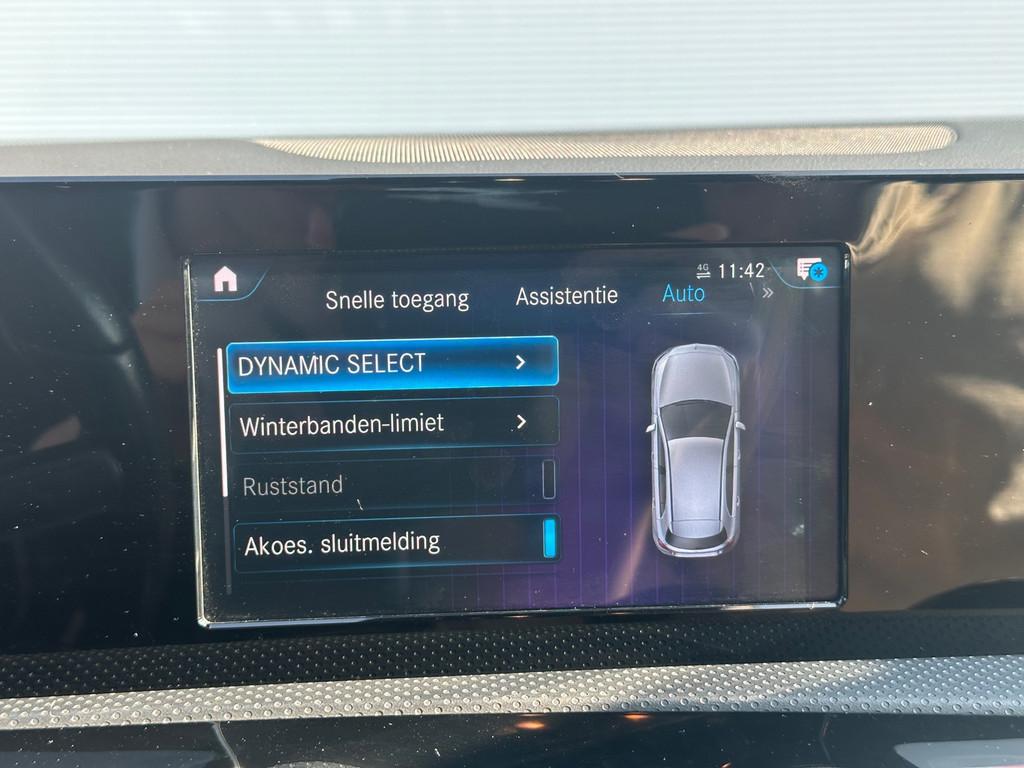 4G 11:42
Snelle toegang Assistentie Auto »
DYNAMIC SELECT >
Winterbanden-limiet >
Ruststand
Akoes. sluitmelding